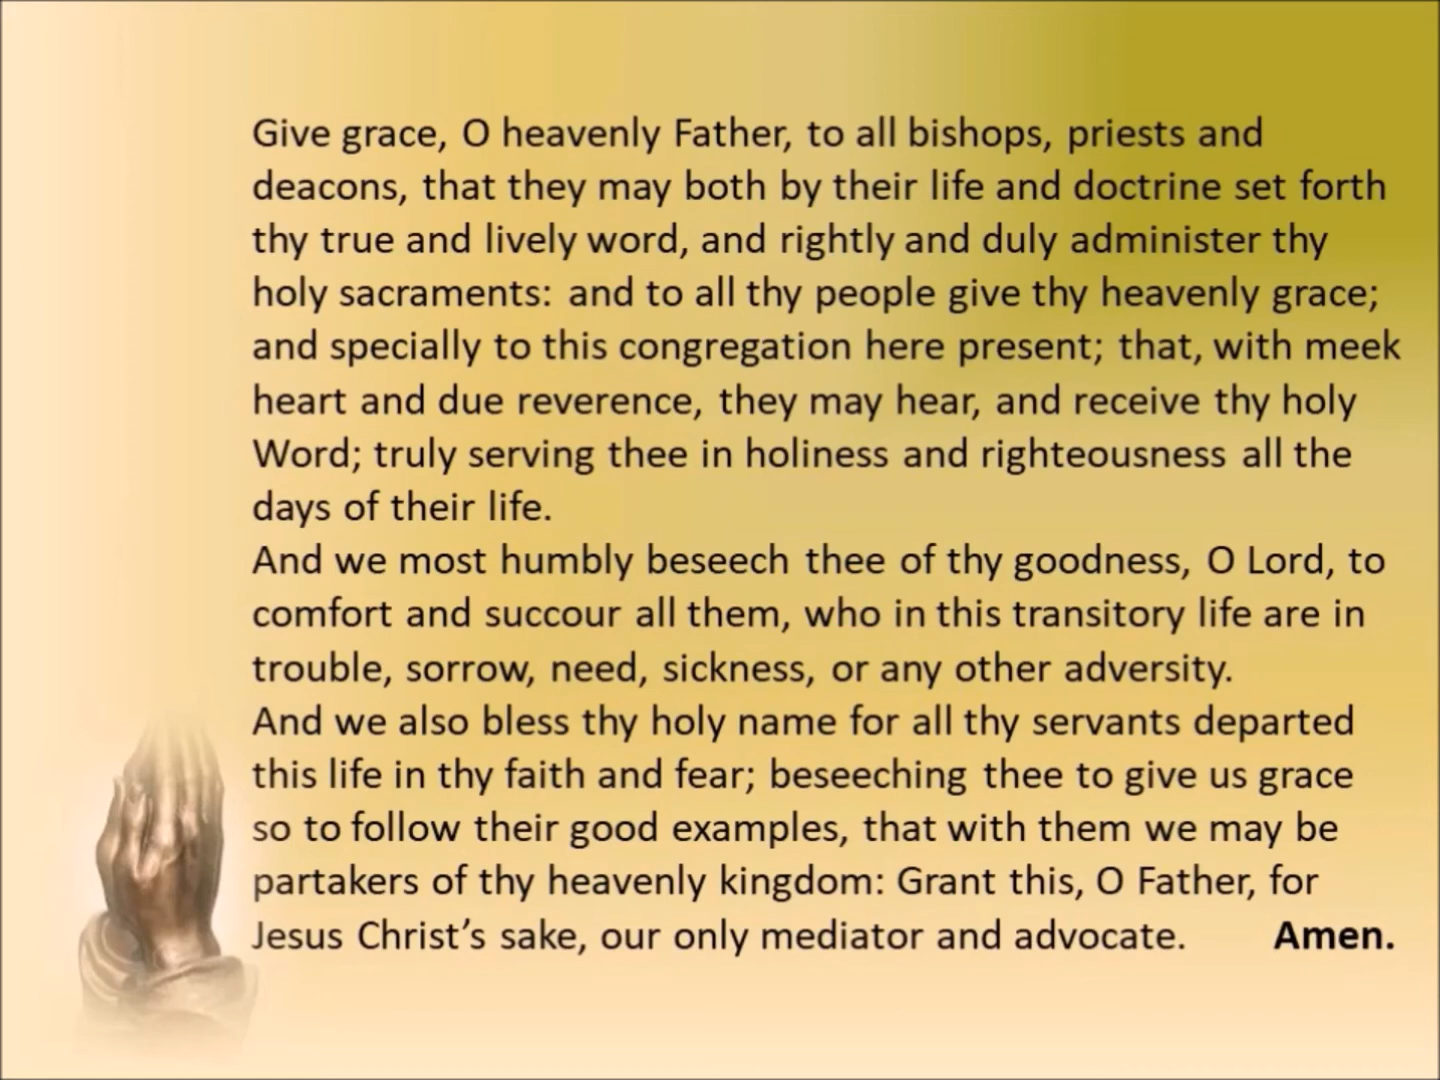 Give grace, O heavenly Father, to all bishops, priests and
deacons, that they may both by their life and doctrine set forth
thy true and lively word, and rightly and duly administer thy
holy sacraments: and to all thy people give thy heavenly grace;
and specially to this congregation here present; that, with meek
heart and due reverence, they may hear, and receive thy holy
Word; truly serving thee in holiness and righteousness all the
days of their life.
And we most humbly beseech thee of thy goodness, O Lord, to
comfort and succour all them, who in this transitory life are in
trouble, sorrow, need, sickness, or any other adversity.
And we also bless thy holy name for all thy servants departed
this life in thy faith and fear; beseeching thee to give us grace
so to follow their good examples, that with them we may be
partakers of thy heavenly kingdom: Grant this, O Father, for
Jesus Christ’s sake, our only mediator and advocate. Amen.